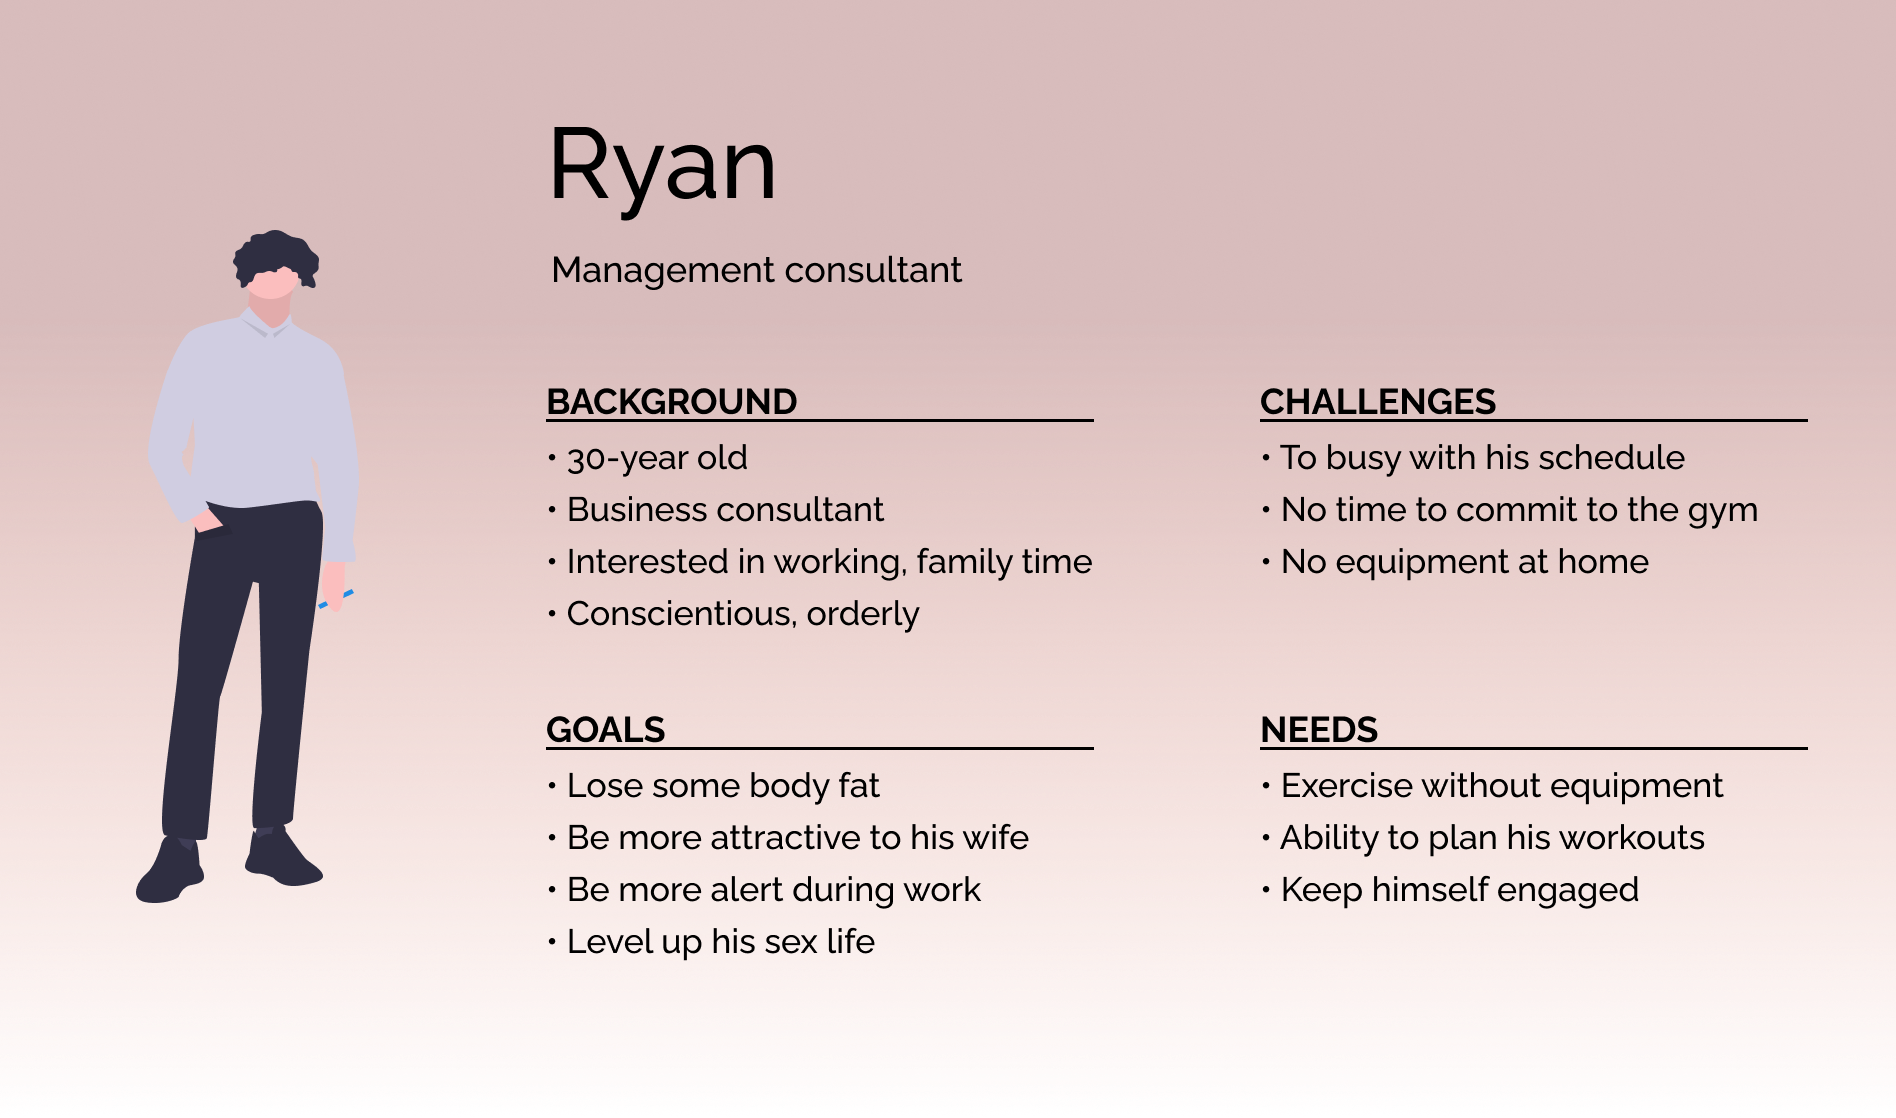 Ryan
Management consultant
BACKGROUND
• 30-year old
• Business consultant
• Interested in working, family time
• Conscientious, orderly
CHALLENGES
• To busy with his schedule
• No time to commit to the gym
• No equipment at home
GOALS
• Lose some body fat
• Be more attractive to his wife
• Be more alert during work
• Level up his sex life
NEEDS
• Exercise without equipment
• Ability to plan his workouts
• Keep himself engaged